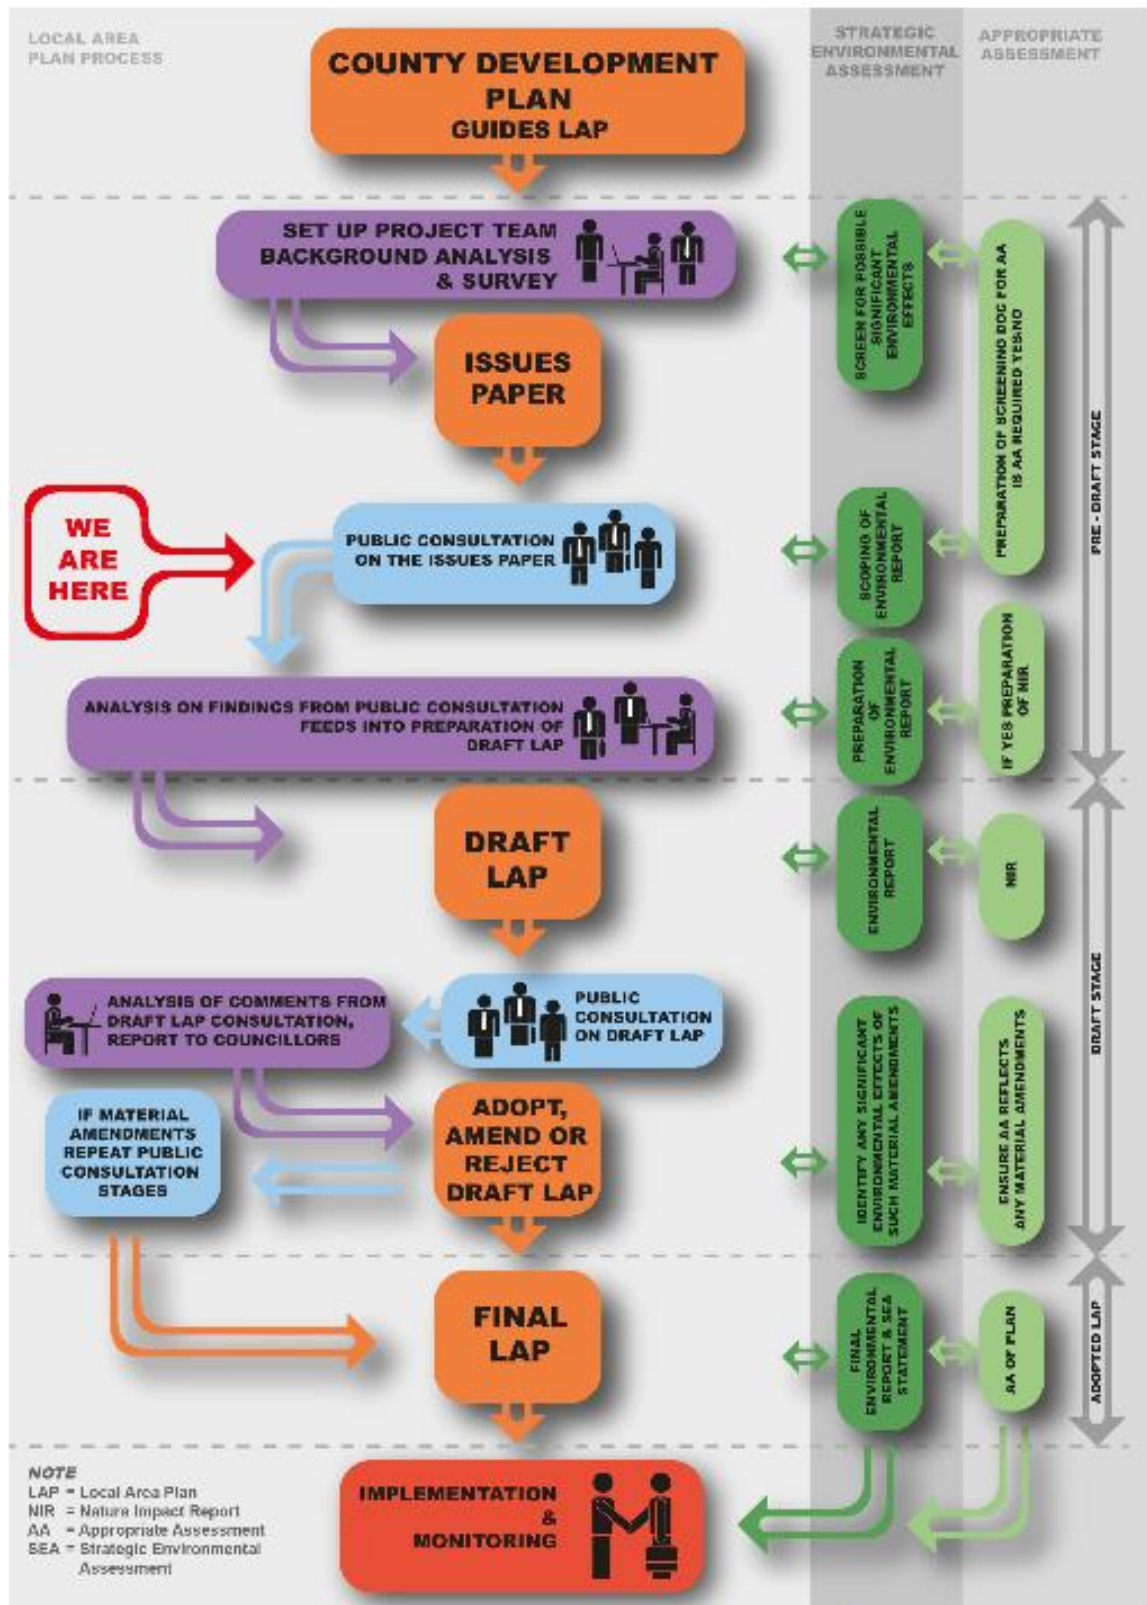 LOCAL AREA
PLAN PROCESS
STRATEGIC
ENVIRONMENTAL
ASSESSMENT
APPROPRIATE
ASSESSMENT
COUNTY DEVELOPMENT
PLAN
GUIDES LAP
SET UP PROJECT TEAM
BACKGROUND ANALYSIS
& SURVEY
SCREEN FOR POSSIBLE
SIGNIFICANT
ENVIRONMENTAL
EFFECTS
PREPARATION OF SCREENING DOC FOR AA
IS AA REQUIRED YES-NO
PRE - DRAFT STAGE
ISSUES
PAPER
WE
ARE
HERE
PUBLIC CONSULTATION
ON THE ISSUES PAPER
SCOPING OF
ENVIRONMENTAL
REPORT
ANALYSIS ON FINDINGS FROM PUBLIC CONSULTATION
FEEDS INTO PREPARATION OF
DRAFT LAP
PREPARATION
OF
ENVIRONMENTAL
REPORT
IF YES PREPARATION
OF NIR
DRAFT
LAP
ENVIRONMENTAL
REPORT
NIR
DRAFT STAGE
ANALYSIS OF COMMENTS FROM
DRAFT LAP CONSULTATION,
REPORT TO COUNCILLORS
PUBLIC
CONSULTATION
ON DRAFT LAP
IF MATERIAL
AMENDMENTS
REPEAT PUBLIC
CONSULTATION
STAGES
ADOPT,
AMEND OR
REJECT
DRAFT LAP
IDENTIFY ANY SIGNIFICANT
ENVIRONMENTAL EFFECTS OF
SUCH MATERIAL AMENDMENTS
ENSURE AA REFLECTS
ANY MATERIAL AMENDMENTS
FINAL
LAP
FINAL
ENVIRONMENTAL
REPORT & SEA
STATEMENT
AA OF PLAN
ADOPTED LAP
NOTE
LAP = Local Area Plan
NIR = Nature Impact Report
AA = Appropriate Assessment
SEA = Strategic Environmental
Assessment
IMPLEMENTATION
&
MONITORING